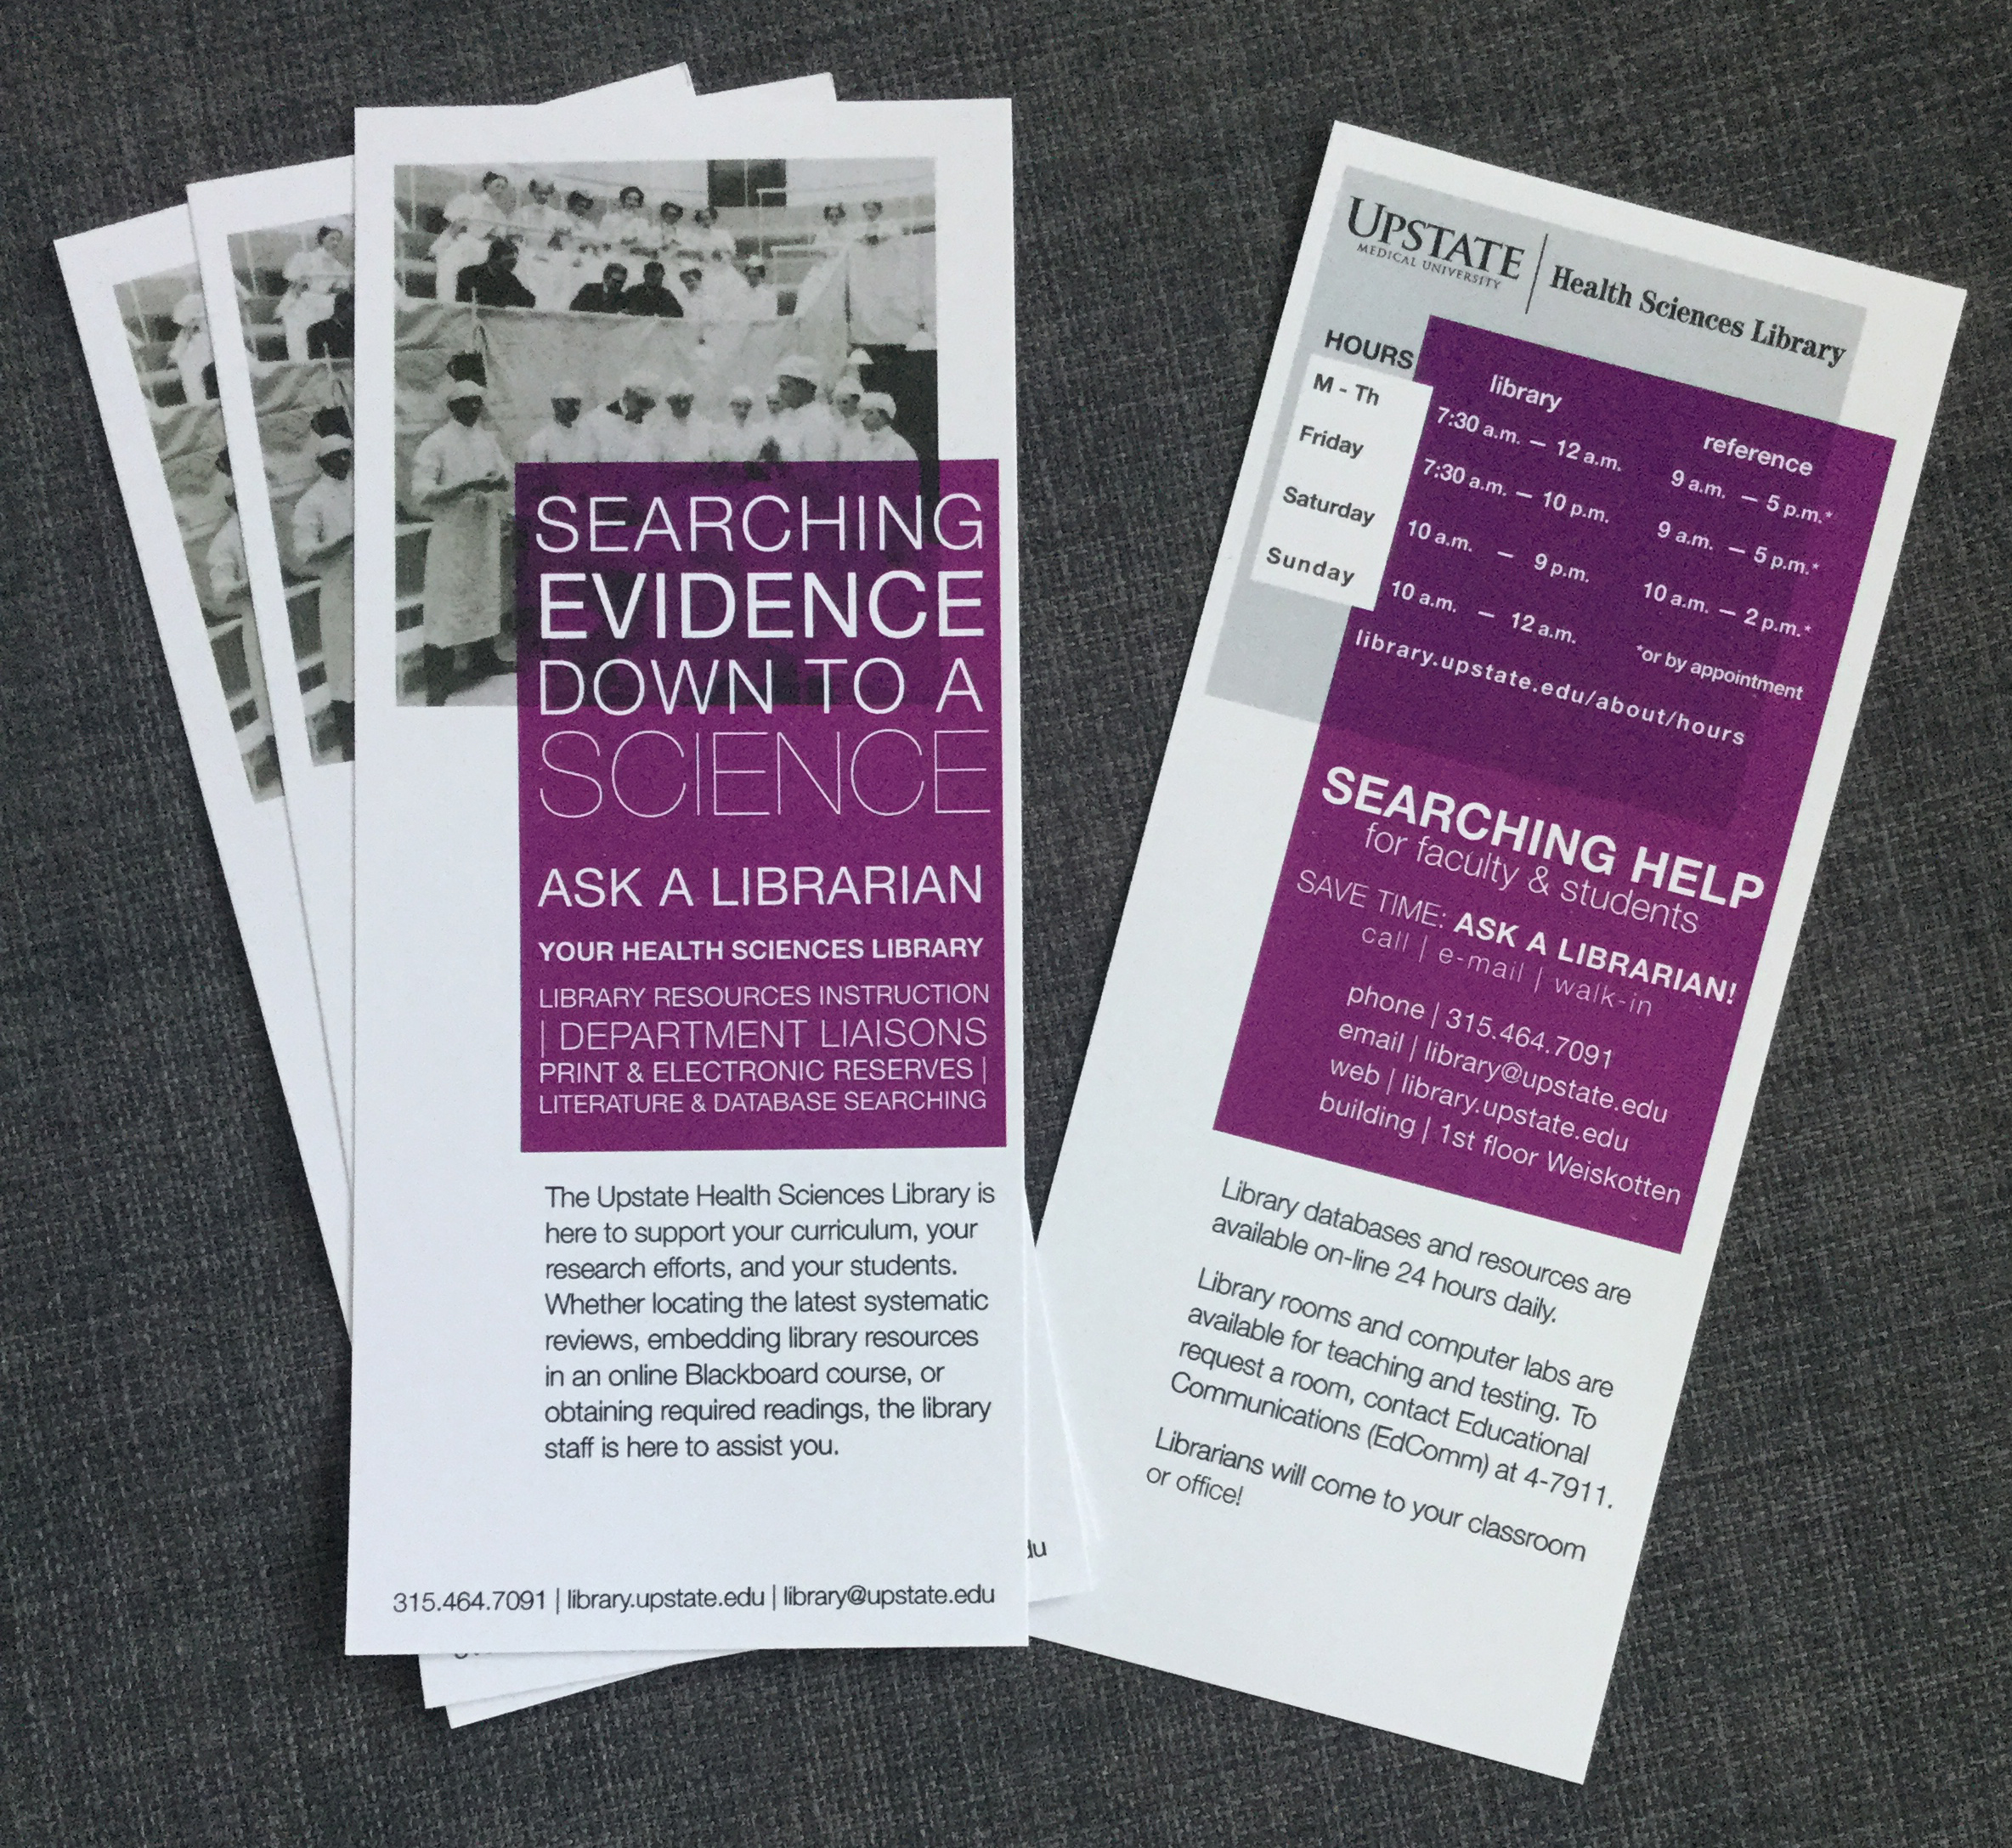 SEARCHING
EVIDENCE
DOWN TO A
SCIENCE
ASK A LIBRARIAN
YOUR HEALTH SCIENCES LIBRARY
LIBRARY RESOURCES INSTRUCTION
| DEPARTMENT LIAISONS
PRINT & ELECTRONIC RESERVES |
LITERATURE & DATABASE SEARCHING
The Upstate Health Sciences Library is
here to support your curriculum, your
research efforts, and your students.
Whether locating the latest systematic
reviews, embedding library resources
in an online Blackboard course, or
obtaining required readings, the library
staff is here to assist you.
315.464.7091 | library.upstate.edu | library@upstate.edu
du
UPSTATE
MEDICAL UNIVERSITY
Health Sciences Library
HOURS library reference
M - Th 7:30 a.m. — 12 a.m. 9 a.m. — 5 p.m.*
Friday 7:30 a.m. — 10 p.m. 9 a.m. — 5 p.m.*
Saturday 10 a.m. — 9 p.m. 10 a.m. — 2 p.m.*
Sunday 10 a.m. — 12 a.m. *or by appointment
library.upstate.edu/about/hours
SEARCHING HELP
for faculty & students
SAVE TIME: ASK A LIBRARIAN!
call | e-mail | walk-in
phone | 315.464.7091
email | library@upstate.edu
web | library.upstate.edu
building | 1st floor Weiskotten
Library databases and resources are
available on-line 24 hours daily.
Library rooms and computer labs are
available for teaching and testing. To
request a room, contact Educational
Communications (EdComm) at 4-7911.
Librarians will come to your classroom
or office!